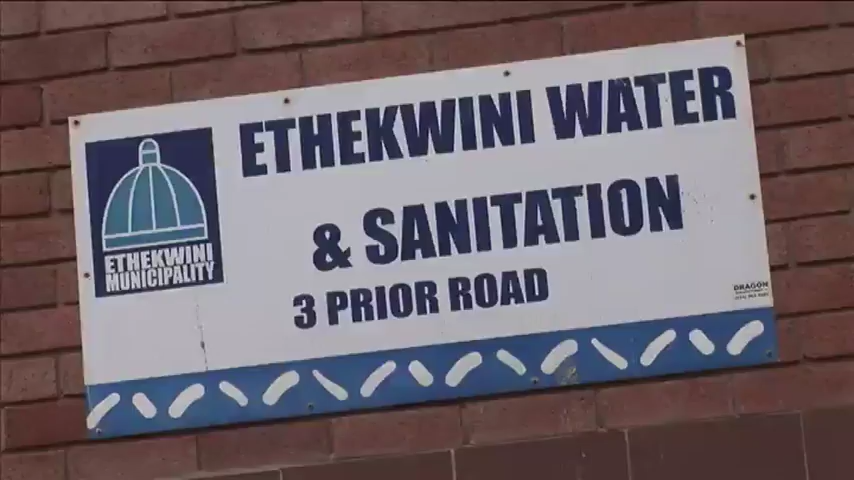 ETHEKWINI WATER
& SANITATION
3 PRIOR ROAD
ETHEKWINI
MUNICIPALITY
DRAGON